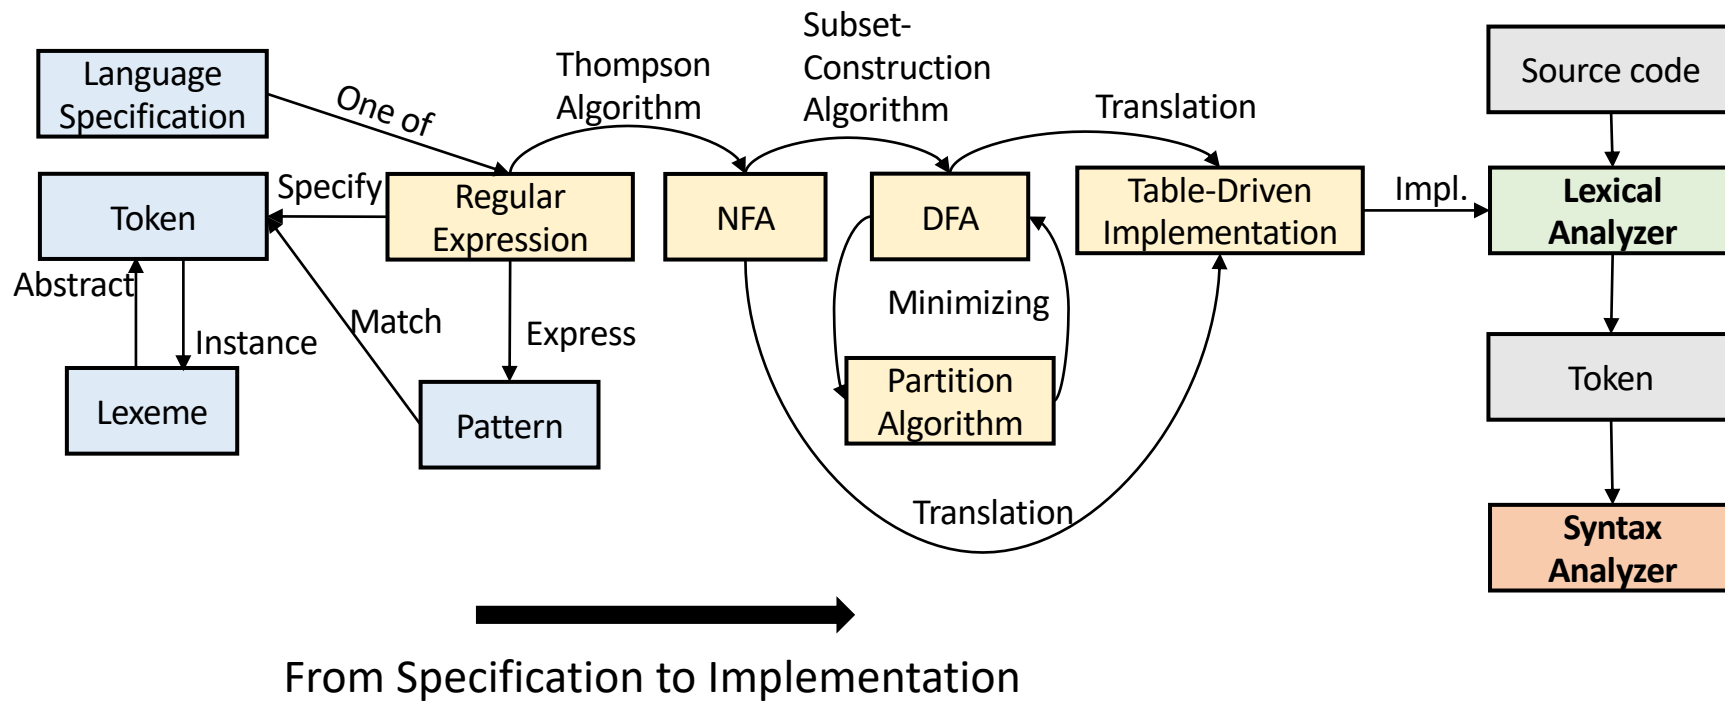 Language
Specification
One of
Thompson
Algorithm
Subset-
Construction
Algorithm
Translation
Source code
Token
Specify
Regular
Expression
NFA
DFA
Table-Driven
Implementation
Impl.
Lexical
Analyzer
Abstract
Instance
Match
Express
Minimizing
Lexeme
Pattern
Partition
Algorithm
Token
Translation
Syntax
Analyzer
From Specification to Implementation